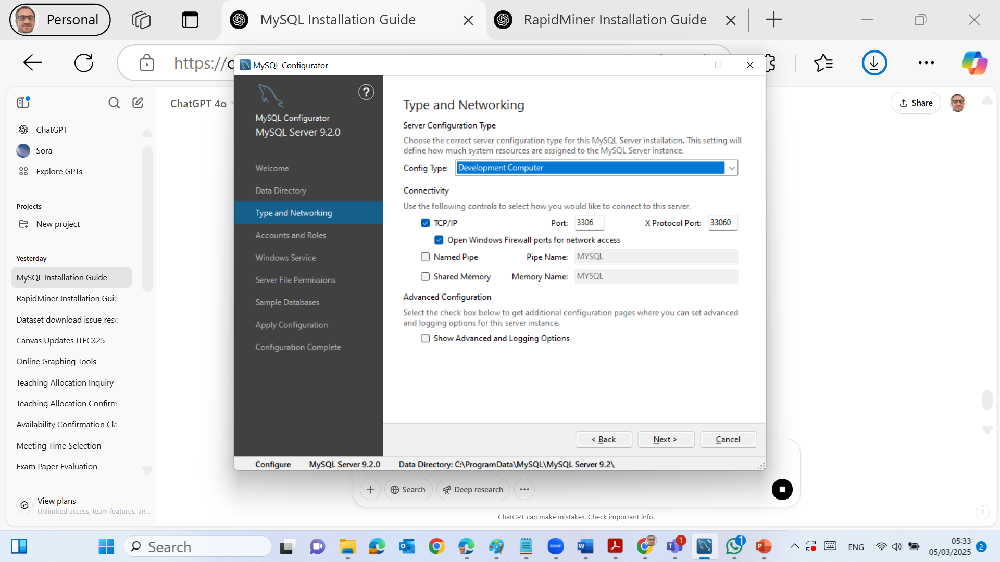 Personal
MySQL Installation Guide
RapidMiner Installation Guide
https://c
MySQL Configurator
ChatGPT 4o
Share
ChatGPT
Sora
Explore GPTs
Projects
New project
Yesterday
MySQL Installation Guide
RapidMiner Installation Guid
Dataset download issue reso
Canvas Updates ITEC325
Online Graphing Tools
Teaching Allocation Inquiry
Teaching Allocation Confirm
Availability Confirmation Cla
Meeting Time Selection
Exam Paper Evaluation
View plans
Unlimited access, team features, an...
?
MySQL Configurator
MySQL Server 9.2.0
Welcome
Data Directory
Type and Networking
Accounts and Roles
Windows Service
Server File Permissions
Sample Databases
Apply Configuration
Configuration Complete
Type and Networking
Server Configuration Type
Choose the correct server configuration type for this MySQL Server installation. This setting will
define how much system resources are assigned to the MySQL Server instance.
Config Type: Development Computer
Connectivity
Use the following controls to select how you would like to connect to this server.
TCP/IP Port: 3306 X Protocol Port: 33060
Open Windows Firewall ports for network access
Named Pipe Pipe Name: MYSQL
Shared Memory Memory Name: MYSQL
Advanced Configuration
Select the check box below to get additional configuration pages where you can set advanced
and logging options for this server instance.
Show Advanced and Logging Options
< Back Next > Cancel
Configure MySQL Server 9.2.0 Data Directory: C:\ProgramData\MySQL\MySQL Server 9.2\
Search Deep research
ChatGPT can make mistakes. Check important info.
?
Search
zoom
1
1
ENG
05:33
05/03/2025
2